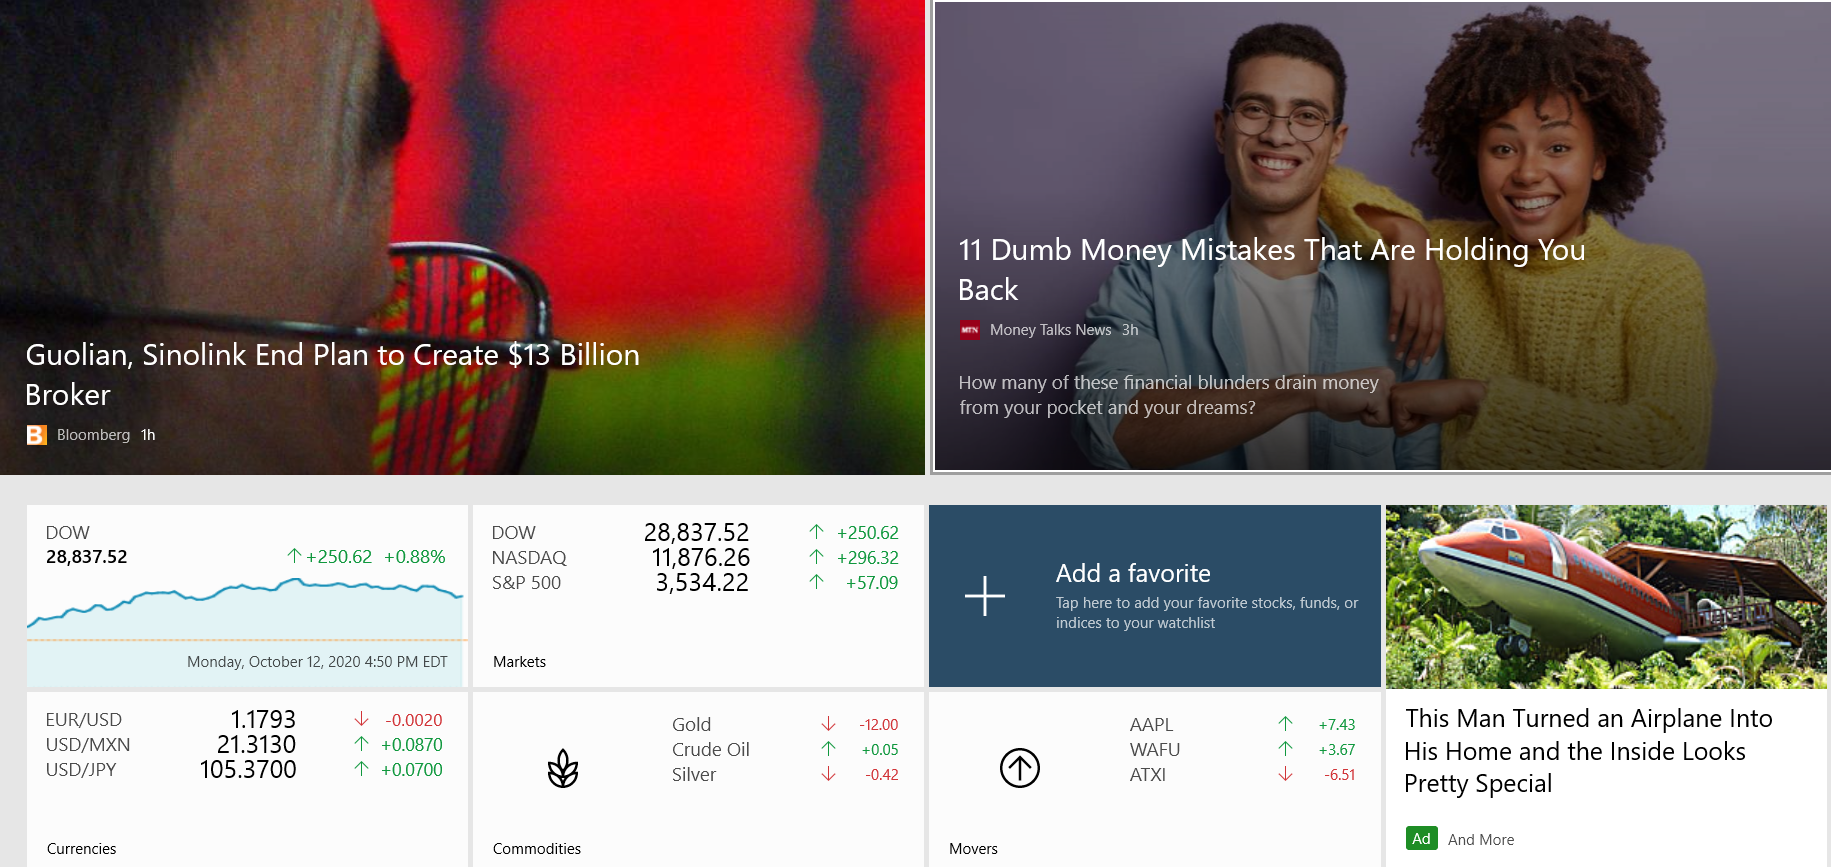 Guolian, Sinolink End Plan to Create $13 Billion
Broker
B Bloomberg 1h
11 Dumb Money Mistakes That Are Holding You
Back
MTN Money Talks News 3h
How many of these financial blunders drain money
from your pocket and your dreams?
DOW
28,837.52 +250.62 +0.88%
Monday, October 12, 2020 4:50 PM EDT
DOW 28,837.52 +250.62
NASDAQ 11,876.26 +296.32
S&P 500 3,534.22 +57.09
Markets
Add a favorite
Tap here to add your favorite stocks, funds, or
indices to your watchlist
EUR/USD 1.1793 -0.0020
USD/MXN 21.3130 +0.0870
USD/JPY 105.3700 +0.0700
Currencies
Gold -12.00
Crude Oil +0.05
Silver -0.42
Commodities
AAPL +7.43
WAFU +3.67
ATXI -6.51
Movers
This Man Turned an Airplane Into
His Home and the Inside Looks
Pretty Special
Ad And More